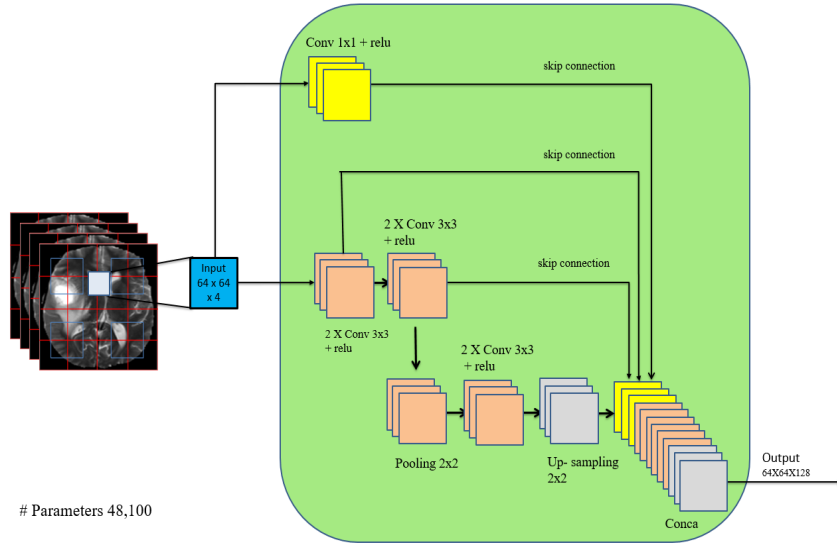 Conv 1x1 + relu
skip connection
skip connection
2 X Conv 3x3
+ relu
Input
64 x 64
x 4
skip connection
2 X Conv 3x3
+ relu
2 X Conv 3x3
+ relu
Pooling 2x2
Up- sampling
2x2
Output
64X64X128
Conca
# Parameters 48,100